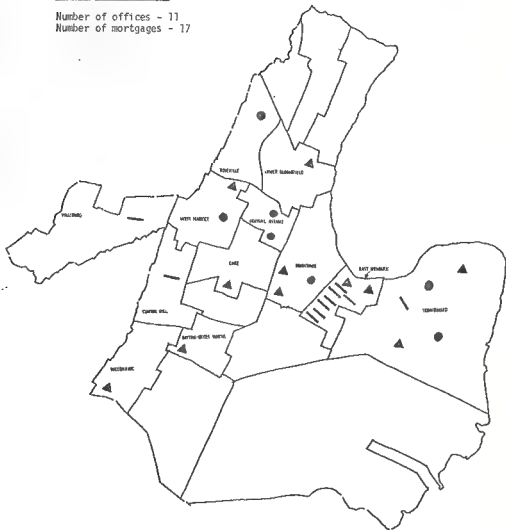 Number of offices - 11
Number of mortgages - 17
ROSEVILLE
LOWER BLOOMFIELD
VAILSBURG
WEST MARKET
CENTRAL AVENUE
CORE
DOWNTOWN
EAST NEWARK
IRONBOUND
CLINTON HILL
WEEQUAHIC